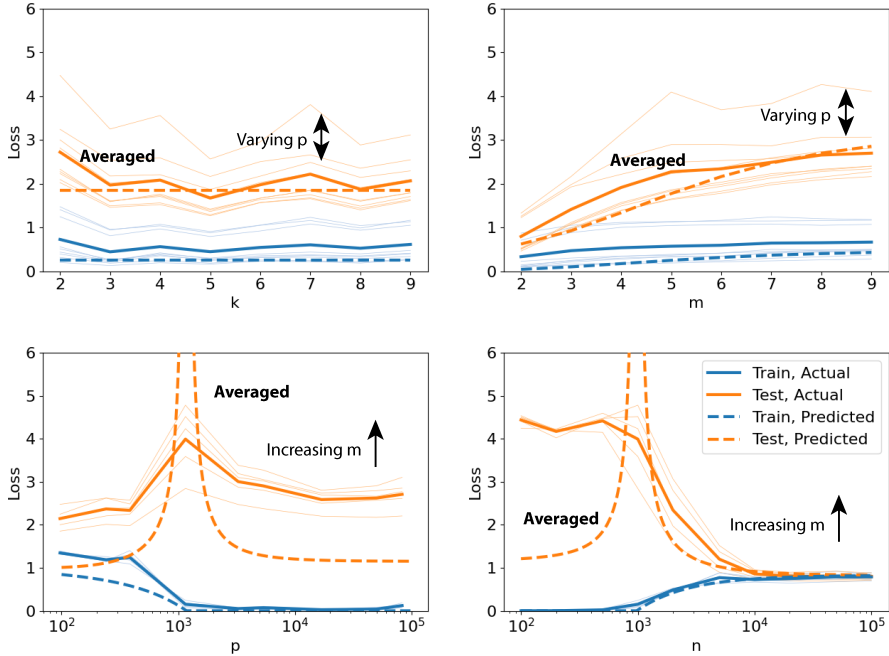 6
5
4
3
2
1
0
Loss
Averaged
Varying p
2 3 4 5 6 7 8 9
k
6
5
4
3
2
1
0
Loss
Averaged
Varying p
2 3 4 5 6 7 8 9
m
6
5
4
3
2
1
0
Loss
Averaged
Increasing m
10² 10³ 10⁴ 10⁵
p
6
5
4
3
2
1
0
Loss
Train, Actual
Test, Actual
Train, Predicted
Test, Predicted
Averaged
Increasing m
10² 10³ 10⁴ 10⁵
n